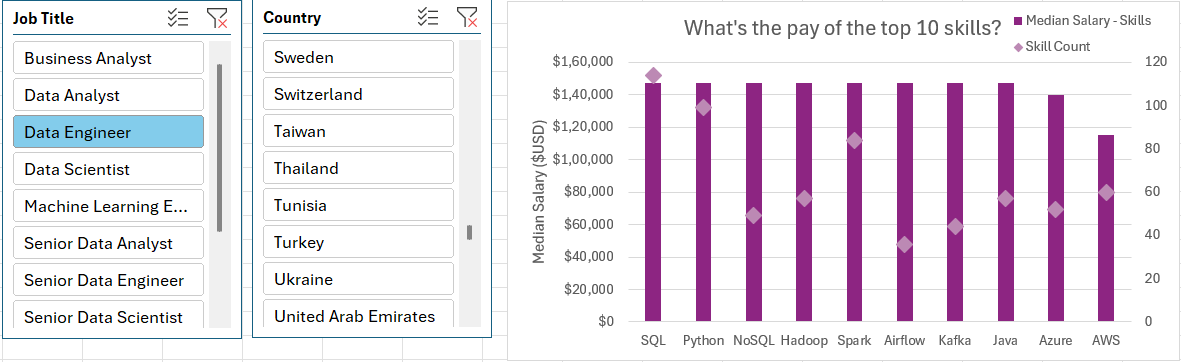 Job Title
Business Analyst
Data Analyst
Data Engineer
Data Scientist
Machine Learning E...
Senior Data Analyst
Senior Data Engineer
Senior Data Scientist
Country
Sweden
Switzerland
Taiwan
Thailand
Tunisia
Turkey
Ukraine
United Arab Emirates
What's the pay of the top 10 skills?
Median Salary - Skills
Skill Count
Median Salary ($USD)
$1,60,000
$1,40,000
$1,20,000
$1,00,000
$80,000
$60,000
$40,000
$20,000
$0
120
100
80
60
40
20
0
SQL Python NoSQL Hadoop Spark Airflow Kafka Java Azure AWS